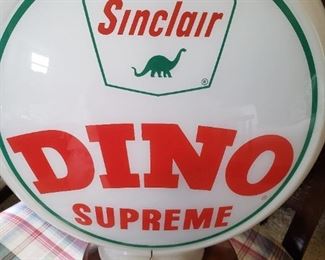 Sinclair
®
DINO
SUPREME